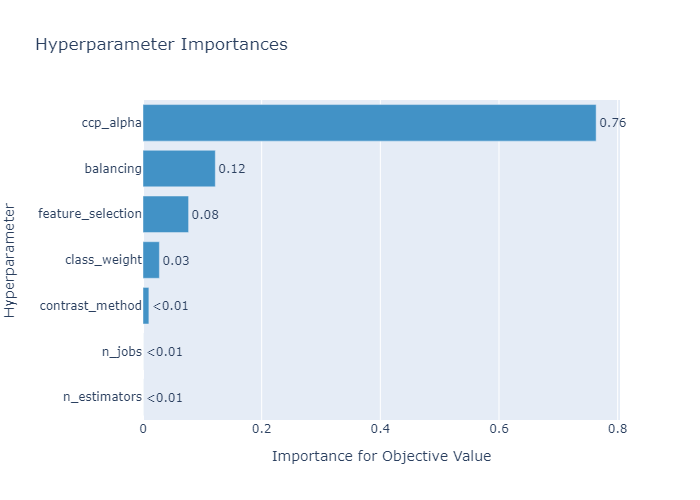 Hyperparameter Importances
Hyperparameter
ccp_alpha 0.76
balancing 0.12
feature_selection 0.08
class_weight 0.03
contrast_method <0.01
n_jobs <0.01
n_estimators <0.01
0 0.2 0.4 0.6 0.8
Importance for Objective Value